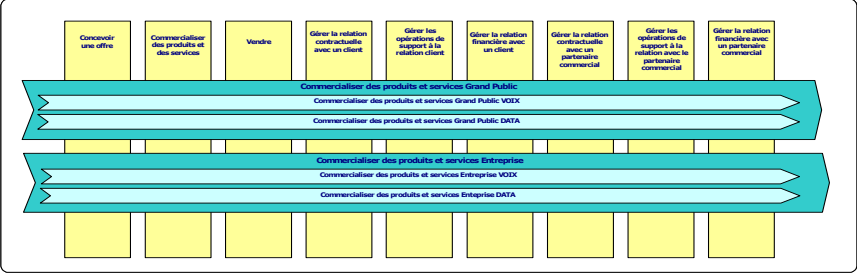 Concevoir
une offre
Commercialiser
des produits et
des services
Vendre
Gérer la relation
contractuelle
avec un client
Gérer les
opérations de
support à la
relation client
Gérer la relation
financière avec
un client
Gérer la relation
contractuelle
avec un
partenaire
commercial
Gérer les
opérations de
support à la
relation avec le
partenaire
commercial
Gérer la relation
financière avec
un partenaire
commercial
Commercialiser des produits et services Grand Public
Commercialiser des produits et services Grand Public VOIX
Commercialiser des produits et services Grand Public DATA
Commercialiser des produits et services Entreprise
Commercialiser des produits et services Entreprise VOIX
Commercialiser des produits et services Enteprise DATA